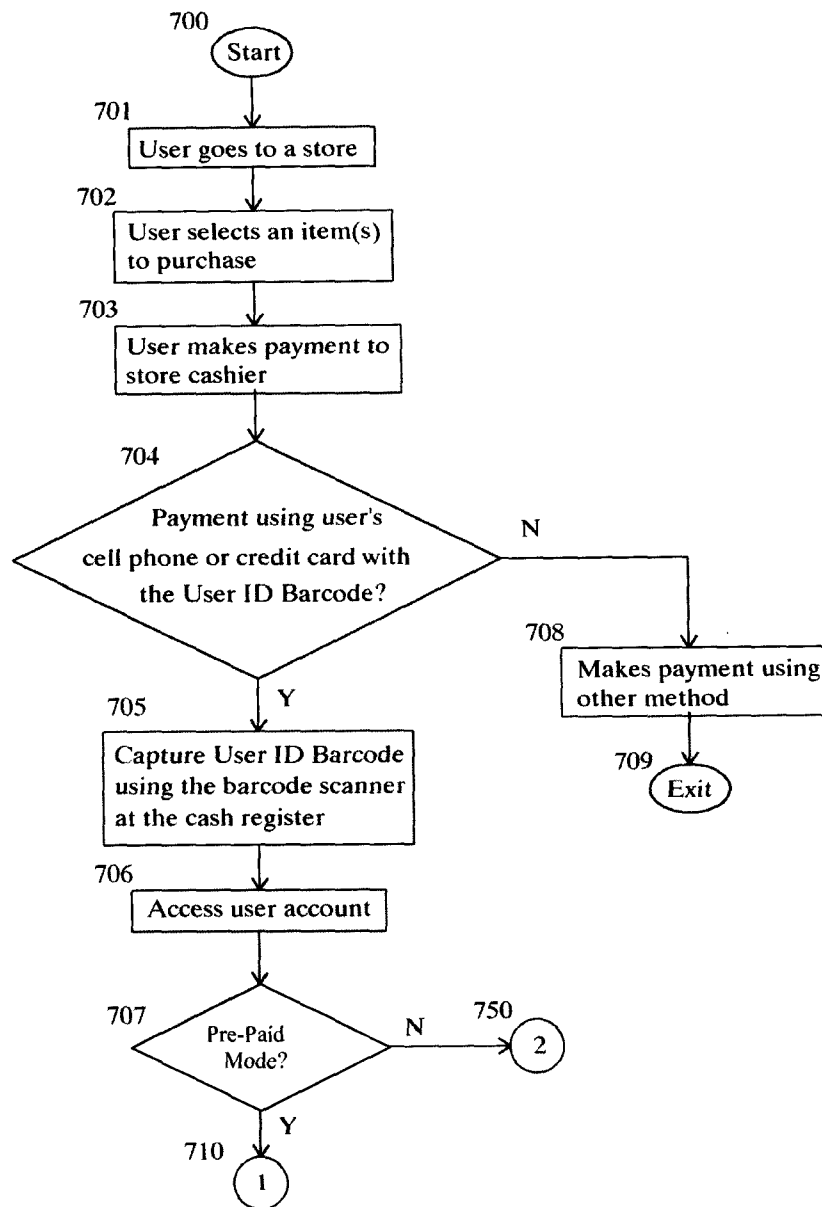 700
Start
701
User goes to a store
702
User selects an item(s)
to purchase
703
User makes payment to
store cashier
704
Payment using user's
cell phone or credit card with
the User ID Barcode?
N
Y
708
Makes payment using
other method
709
Exit
705
Capture User ID Barcode
using the barcode scanner
at the cash register
706
Access user account
707
Pre-Paid
Mode?
N
750
2
Y
710
1